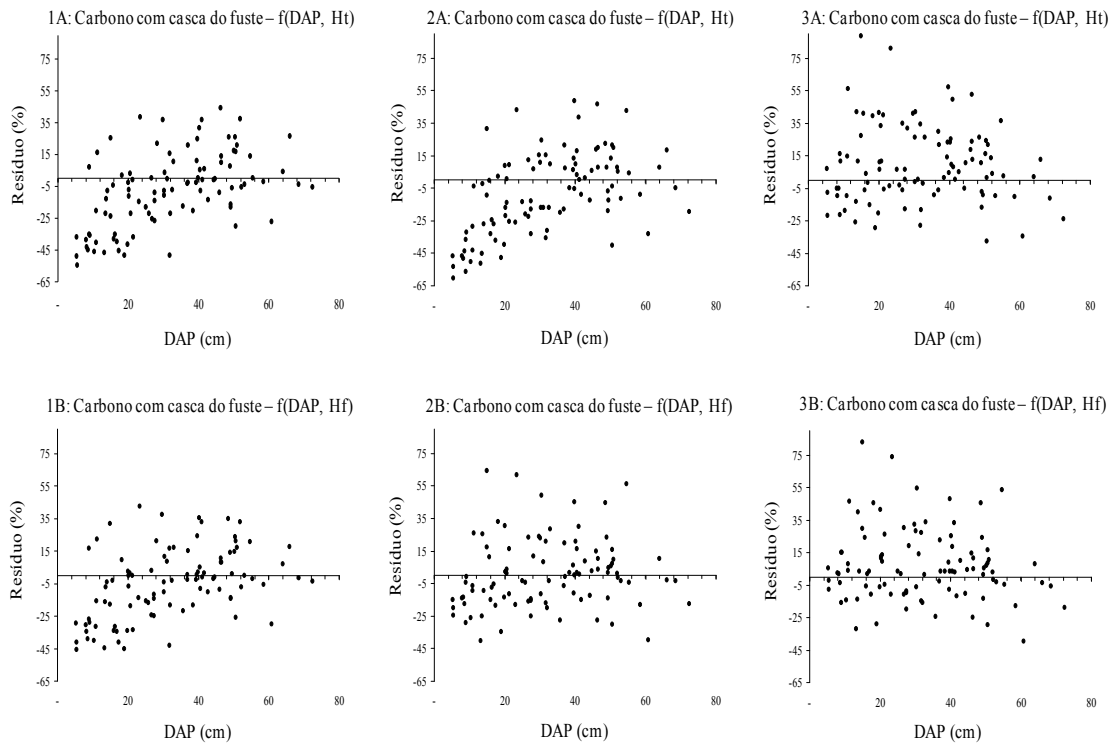 1A: Carbono com casca do fuste – f(DAP, Ht)
Resíduo (%)
75
55
35
15
-5
-25
-45
-65
- 20 40 60 80
DAP (cm)
2A: Carbono com casca do fuste – f(DAP, Ht)
Resíduo (%)
75
55
35
15
-5
-25
-45
-65
- 20 40 60 80
DAP (cm)
3A: Carbono com casca do fuste – f(DAP, Ht)
Resíduo (%)
75
55
35
15
-5
-25
-45
-65
- 20 40 60 80
DAP (cm)
1B: Carbono com casca do fuste – f(DAP, Hf)
Resíduo (%)
75
55
35
15
-5
-25
-45
-65
- 20 40 60 80
DAP (cm)
2B: Carbono com casca do fuste – f(DAP, Hf)
Resíduo (%)
75
55
35
15
-5
-25
-45
-65
- 20 40 60 80
DAP (cm)
3B: Carbono com casca do fuste – f(DAP, Hf)
Resíduo (%)
75
55
35
15
-5
-25
-45
-65
- 20 40 60 80
DAP (cm)